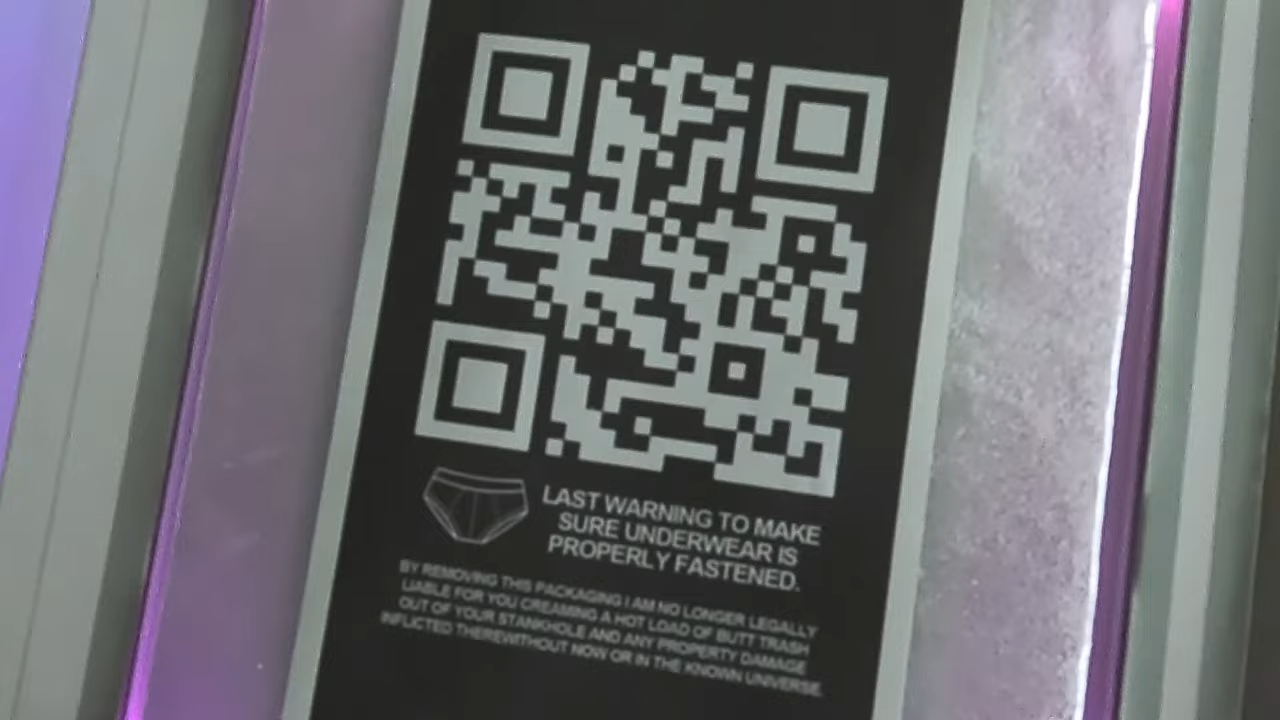 LAST WARNING TO MAKE
SURE UNDERWEAR IS
PROPERLY FASTENED.
BY REMOVING THIS PACKAGING I AM NO LONGER LEGALLY
LIABLE FOR YOU CREAMING A HOT LOAD OF BUTT TRASH
OUT OF YOUR STANKHOLE AND ANY PROPERTY DAMAGE
INFLICTED THEREWITHOUT NOW OR IN THE KNOWN UNIVERSE.